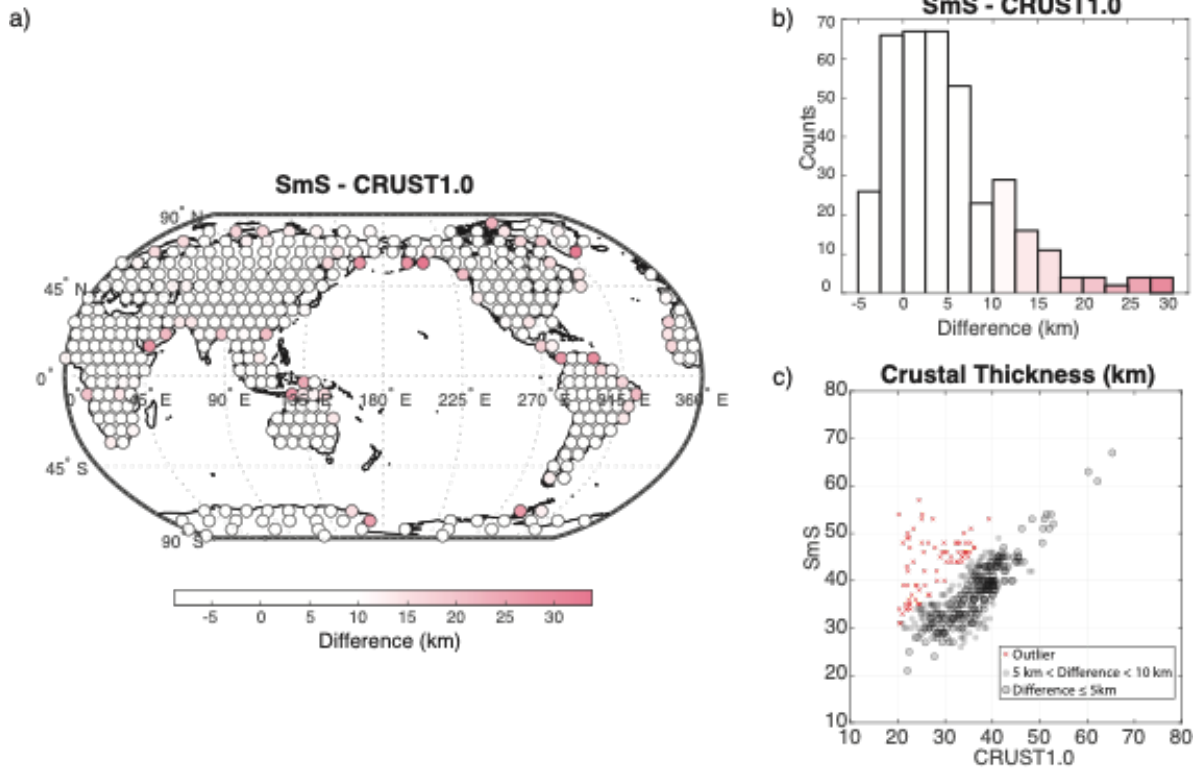 a)
SmS - CRUST1.0
90° N
45° N
0°
45° S
90° S
0° 45° E 90° E 135° E 180° E 225° E 270° E 315° E 360° E
-5 0 5 11 15 20 25 30
Difference (km)
b)
SmS - CRUST1.0
Counts
70
60
50
40
30
20
10
0
-5 0 5 10 15 20 25 30
Difference (km)
c)
Crustal Thickness (km)
SmS
80
70
60
50
40
30
20
10
Outlier
5 km < Difference < 10 km
Difference ≤ 5km
10 20 30 40 50 60 70 80
CRUST1.0